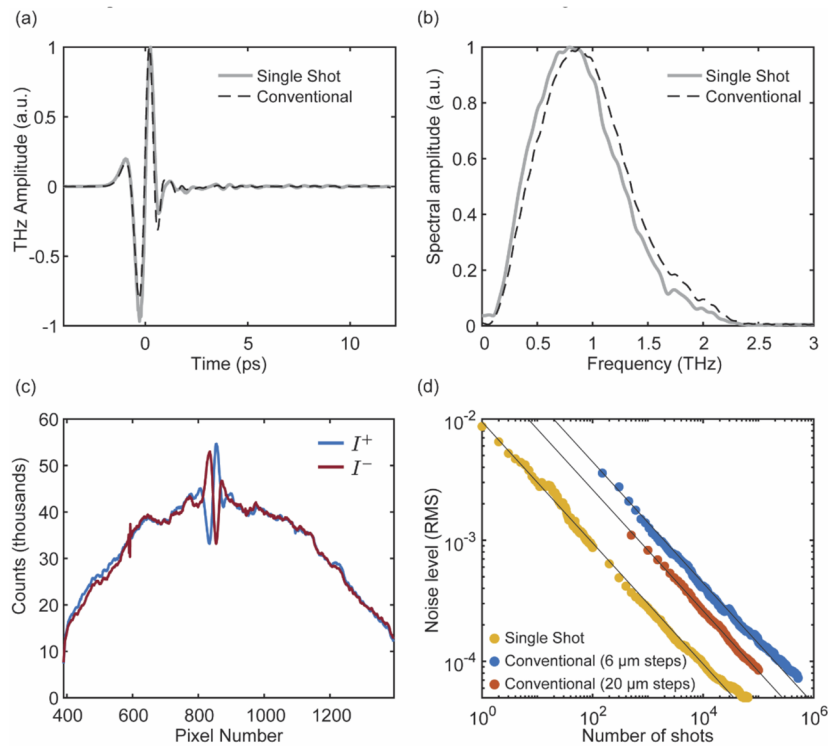 (a)
1
0.5
0
-0.5
-1
THz Amplitude (a.u.)
Single Shot
Conventional
0
5
10
Time (ps)
(b)
1
0.8
0.6
0.4
0.2
0
Spectral amplitude (a.u.)
Single Shot
Conventional
0
0.5
1
1.5
2
2.5
3
Frequency (THz)
(c)
60
50
40
30
20
10
0
Counts (thousands)
I⁺
I⁻
400
600
800
1000
1200
Pixel Number
(d)
10⁻²
10⁻³
10⁻⁴
Noise level (RMS)
Single Shot
Conventional (6 µm steps)
Conventional (20 µm steps)
10⁰
10²
10⁴
10⁶
Number of shots